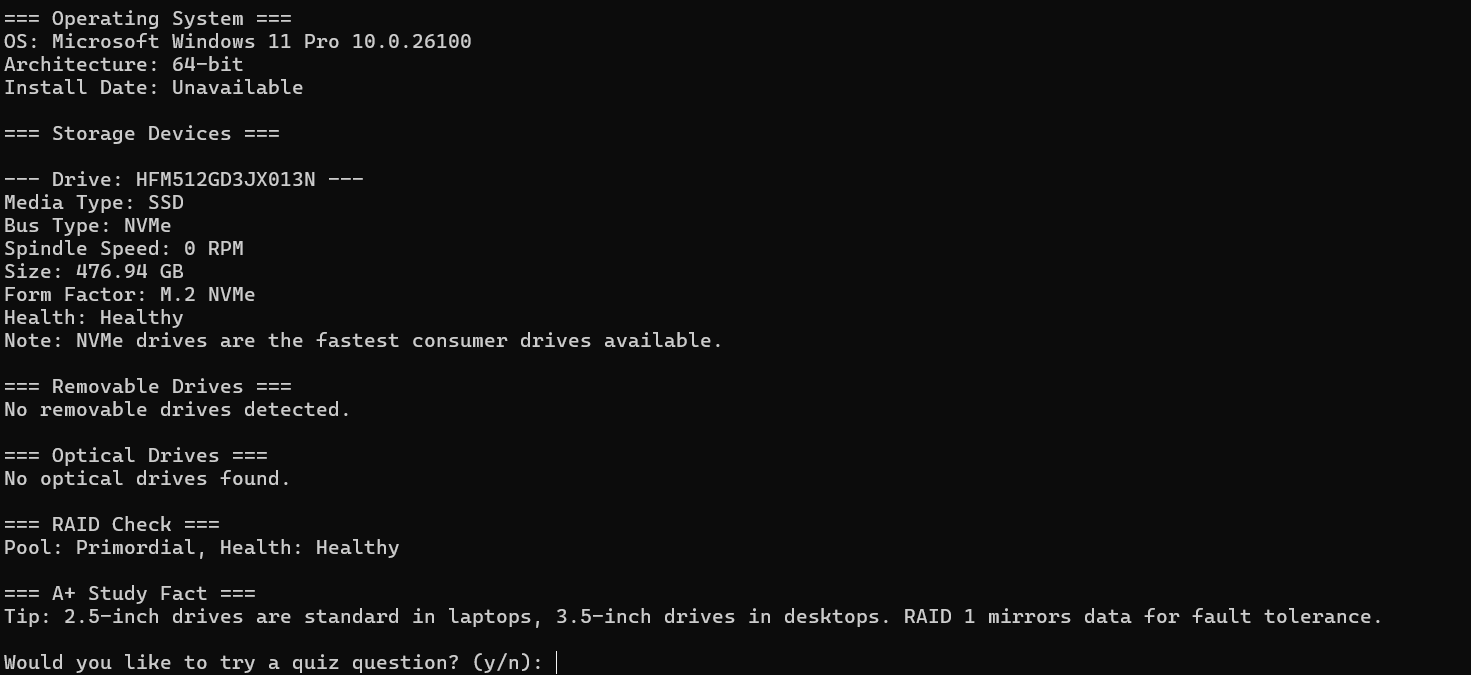 === Operating System ===
OS: Microsoft Windows 11 Pro 10.0.26100
Architecture: 64-bit
Install Date: Unavailable
=== Storage Devices ===
--- Drive: HFM512GD3JX013N ---
Media Type: SSD
Bus Type: NVMe
Spindle Speed: 0 RPM
Size: 476.94 GB
Form Factor: M.2 NVMe
Health: Healthy
Note: NVMe drives are the fastest consumer drives available.
=== Removable Drives ===
No removable drives detected.
=== Optical Drives ===
No optical drives found.
=== RAID Check ===
Pool: Primordial, Health: Healthy
=== A+ Study Fact ===
Tip: 2.5-inch drives are standard in laptops, 3.5-inch drives in desktops. RAID 1 mirrors data for fault tolerance.
Would you like to try a quiz question? (y/n):